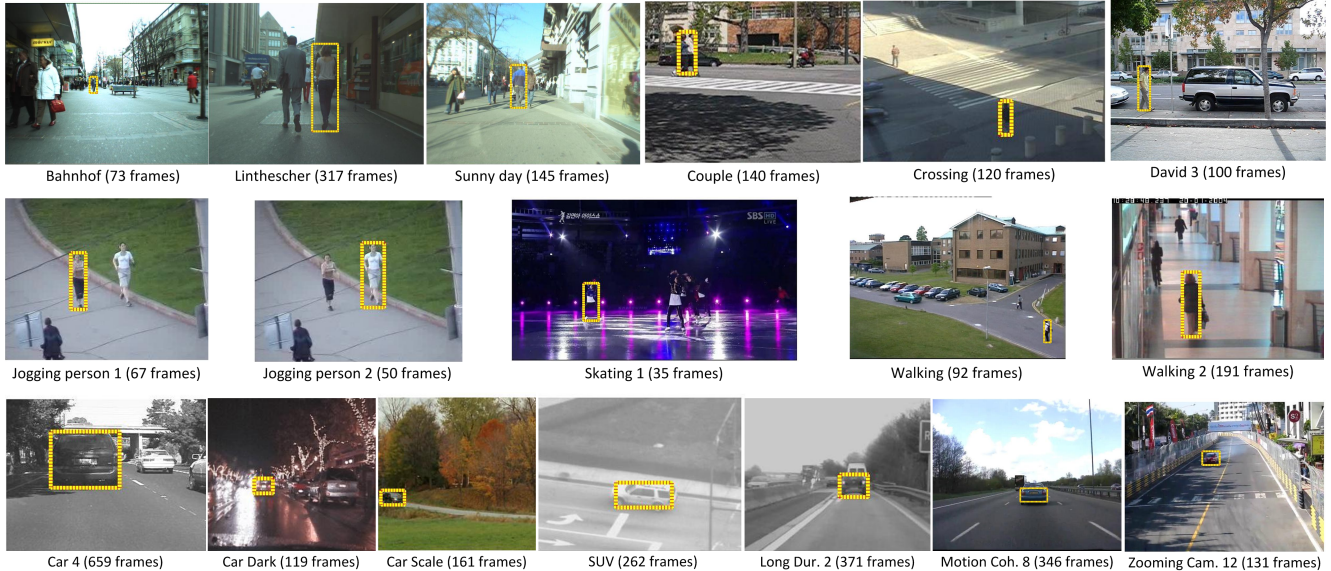 Bahnhof (73 frames)
Linthescher (317 frames)
Sunny day (145 frames)
Couple (140 frames)
Crossing (120 frames)
David 3 (100 frames)
SBS HD
LIVE
Jogging person 1 (67 frames)
Jogging person 2 (50 frames)
Skating 1 (35 frames)
Walking (92 frames)
Walking 2 (191 frames)
R
Car 4 (659 frames)
Car Dark (119 frames)
Car Scale (161 frames)
SUV (262 frames)
Long Dur. 2 (371 frames)
Motion Coh. 8 (346 frames)
Zooming Cam. 12 (131 frames)